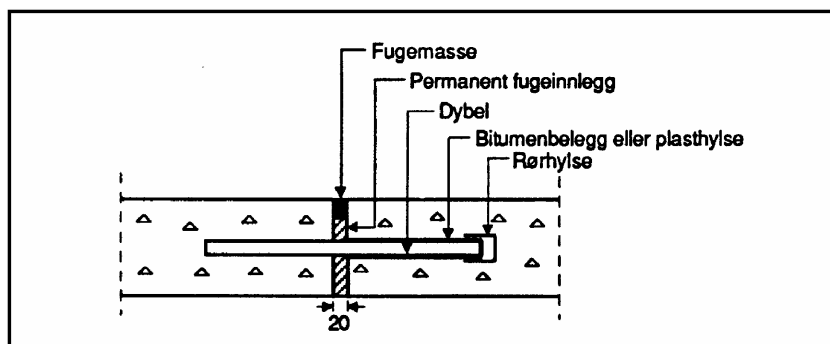 Fugemasse
Permanent fugeinnlegg
Dybel
Bitumenbelegg eller plasthylse
Rørhylse
20